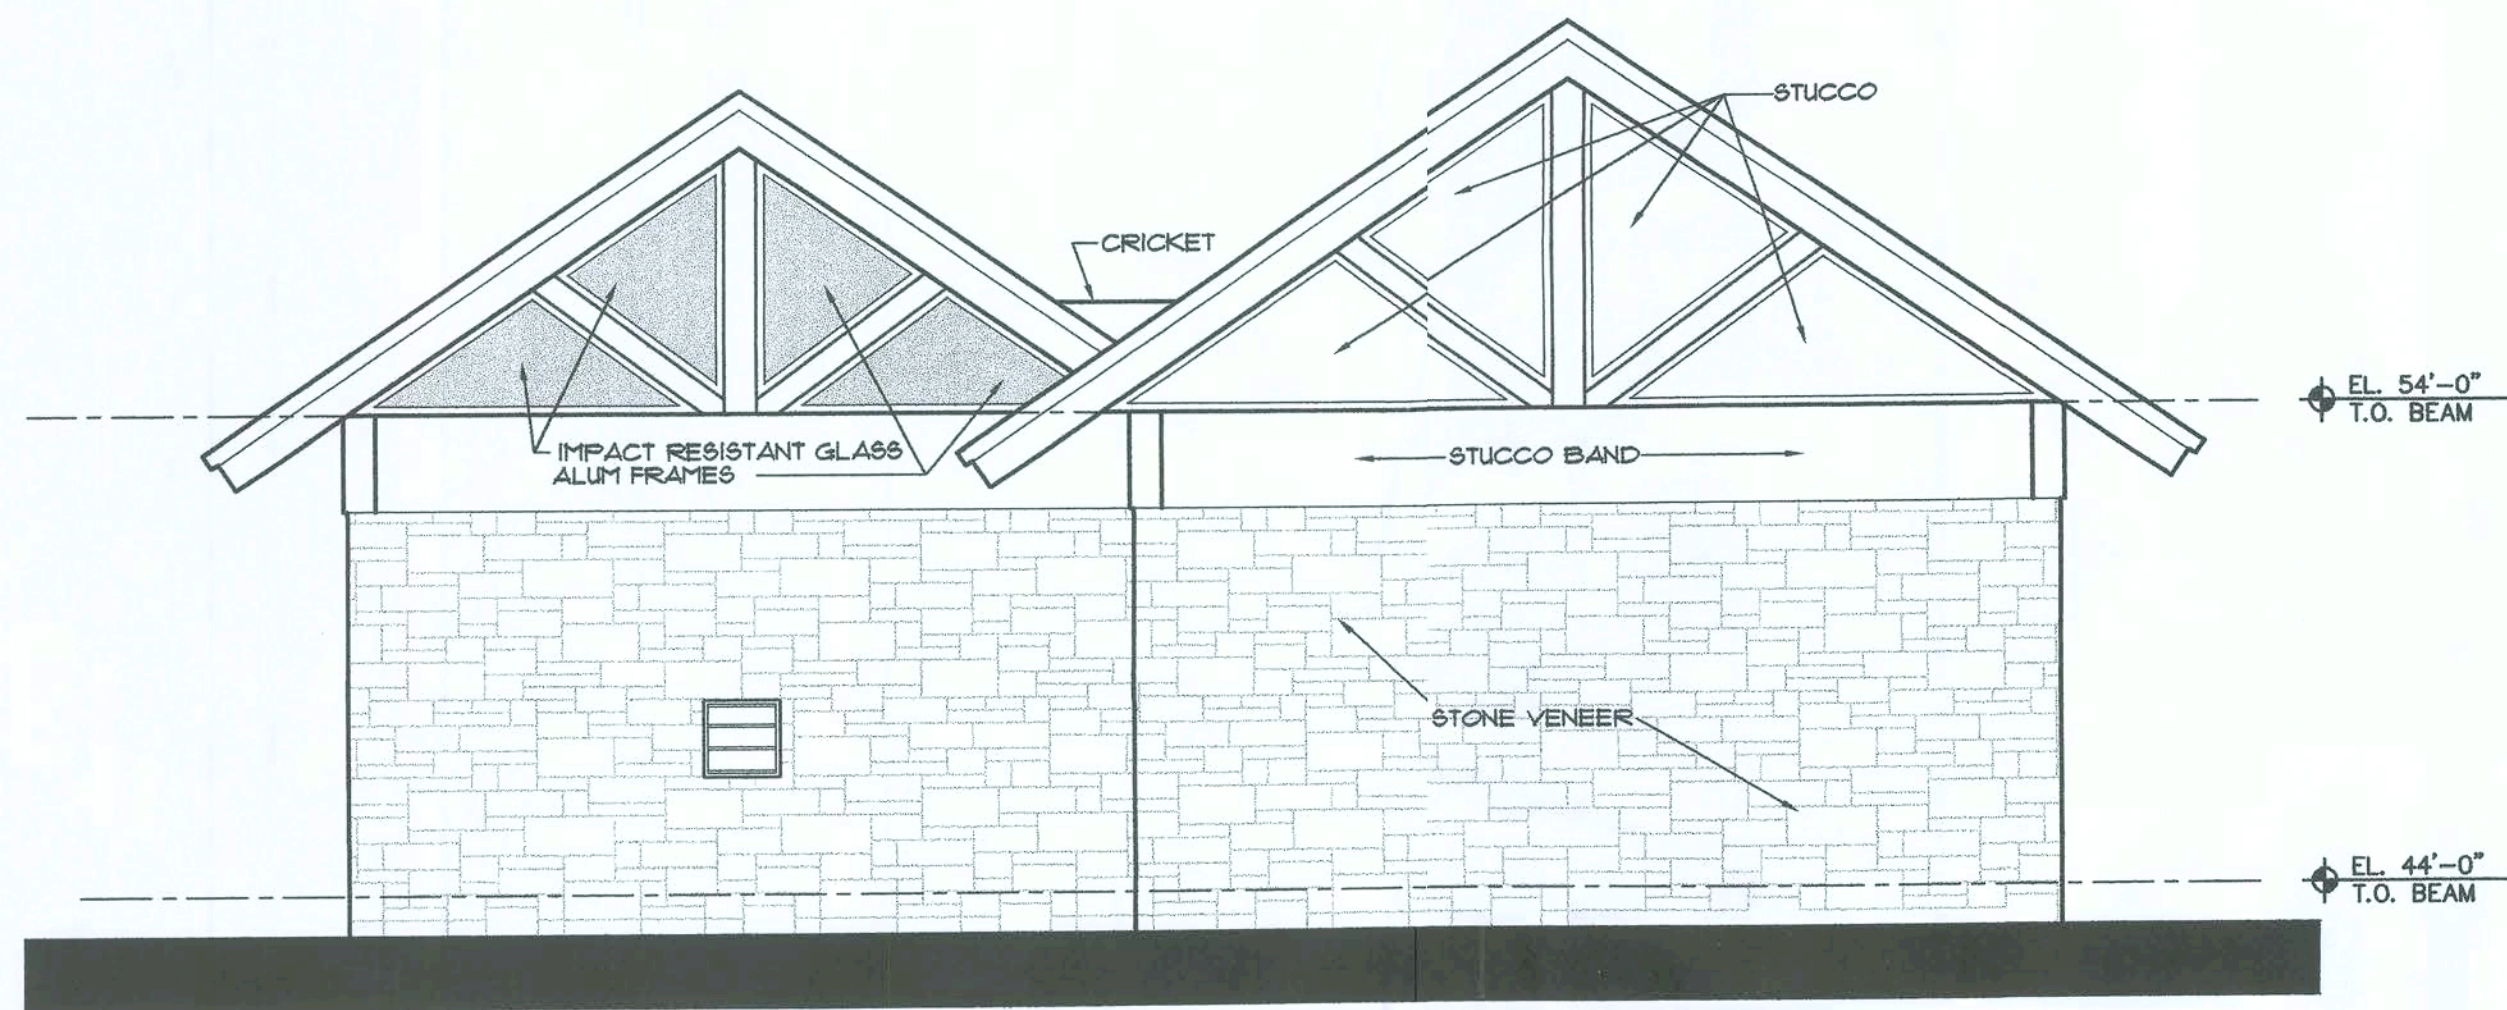 STUCCO
CRICKET
EL. 54'-0"
T.O. BEAM
IMPACT RESISTANT GLASS
ALUM FRAMES
STUCCO BAND
STONE VENEER
EL. 44'-0"
T.O. BEAM